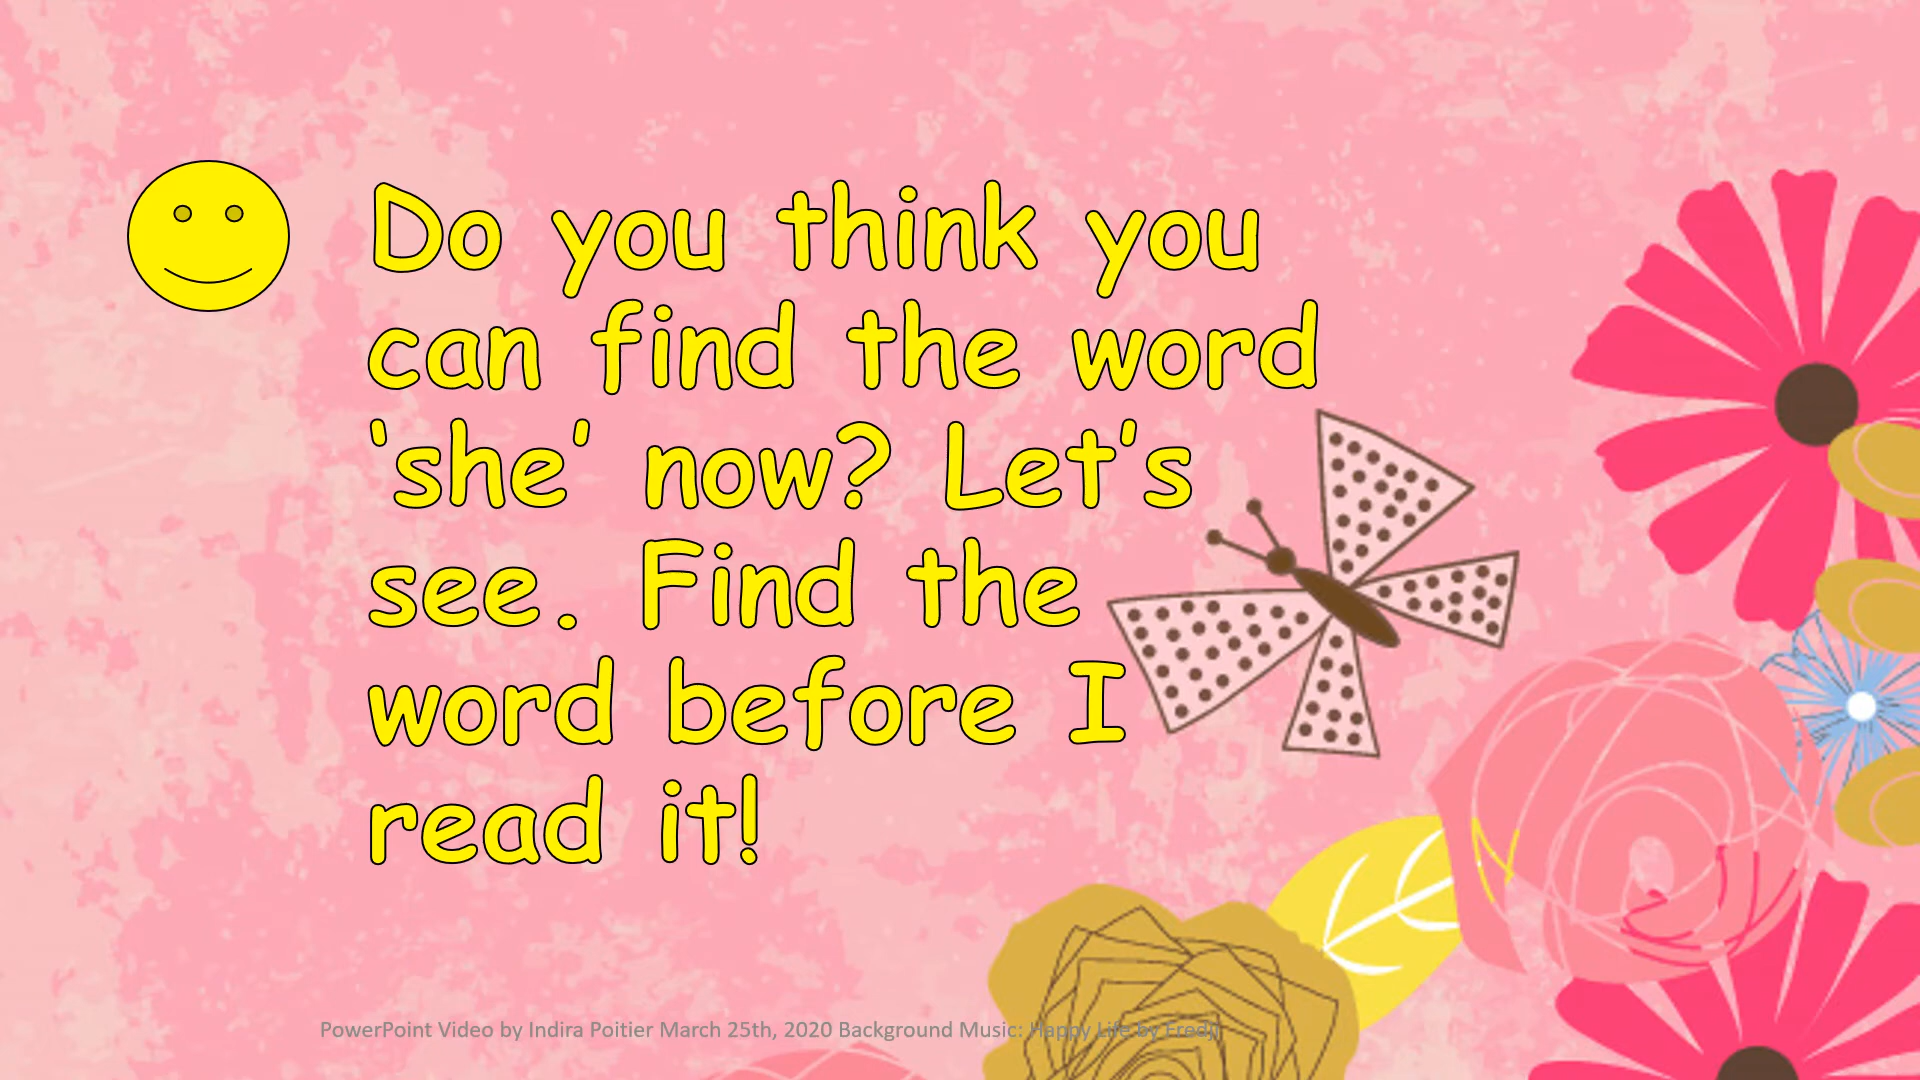 Do you think you
can find the word
‘she’ now? Let’s
see. Find the
word before I
read it!
PowerPoint Video by Indira Poitier March 25th, 2020 Background Music: Happy Life by Fredji